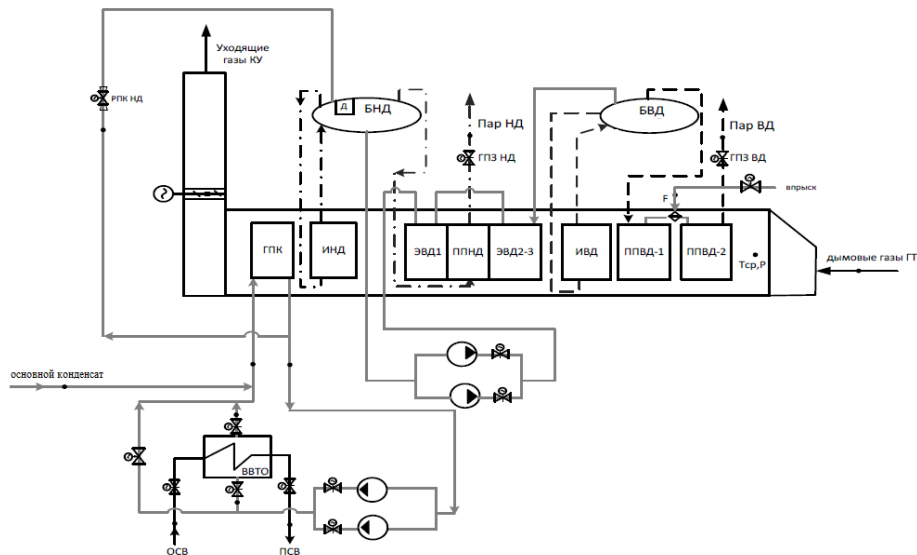 Уходящие
газы КУ
РПК НД
Д
БНД
Пар НД
ГПЗ НД
БВД
Пар ВД
ГПЗ ВД
впрыск
F
ГПК
ИНД
ЭВД1
ППНД
ЭВД2-3
ИВД
ППВД-1
ППВД-2
Тср,Р
дымовые газы ГТ
основной конденсат
ВВТО
ОСВ
ПСВ